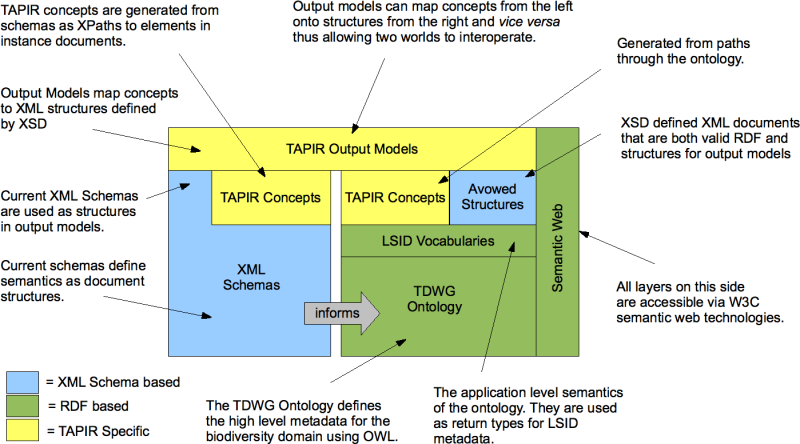 TAPIR concepts are generated from
schemas as XPaths to elements in
instance documents.
Output models can map concepts from the left
onto structures from the right and vice versa
thus allowing two worlds to interoperate.
Generated from paths
through the ontology.
Output Models map concepts
to XML structures defined
by XSD
XSD defined XML documents
that are both valid RDF and
structures for output models
TAPIR Output Models
Current XML Schemas
are used as structures
in output models.
TAPIR Concepts
TAPIR Concepts
Avowed
Structures
Semantic Web
LSID Vocabularies
Current schemas define
semantics as document
structures.
XML
Schemas
TDWG
Ontology
informs
All layers on this side
are accessible via W3C
semantic web technologies.
= XML Schema based
= RDF based
= TAPIR Specific
The TDWG Ontology defines
the high level metadata for the
biodiversity domain using OWL.
The application level semantics
of the ontology. They are used
as return types for LSID
metadata.